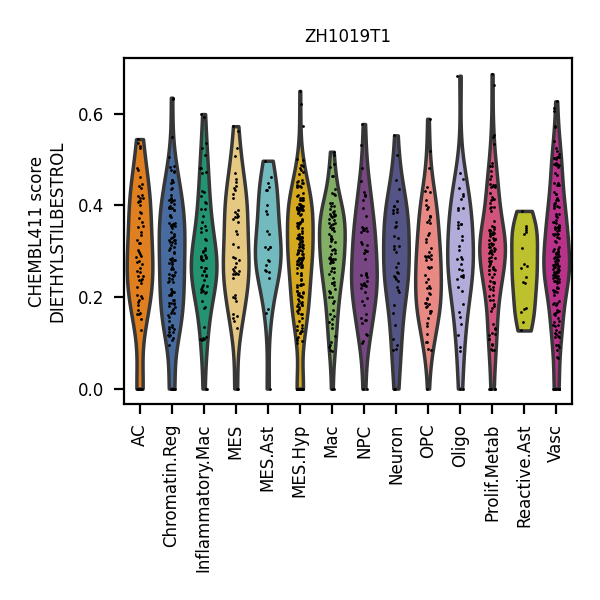 ZH1019T1
CHEMBL411 score
DIETHYLSTILBESTROL
0.6
0.4
0.2
0.0
AC
Chromatin.Reg
Inflammatory.Mac
MES
MES.Ast
MES.Hyp
Mac
NPC
Neuron
OPC
Oligo
Prolif.Metab
Reactive.Ast
Vasc